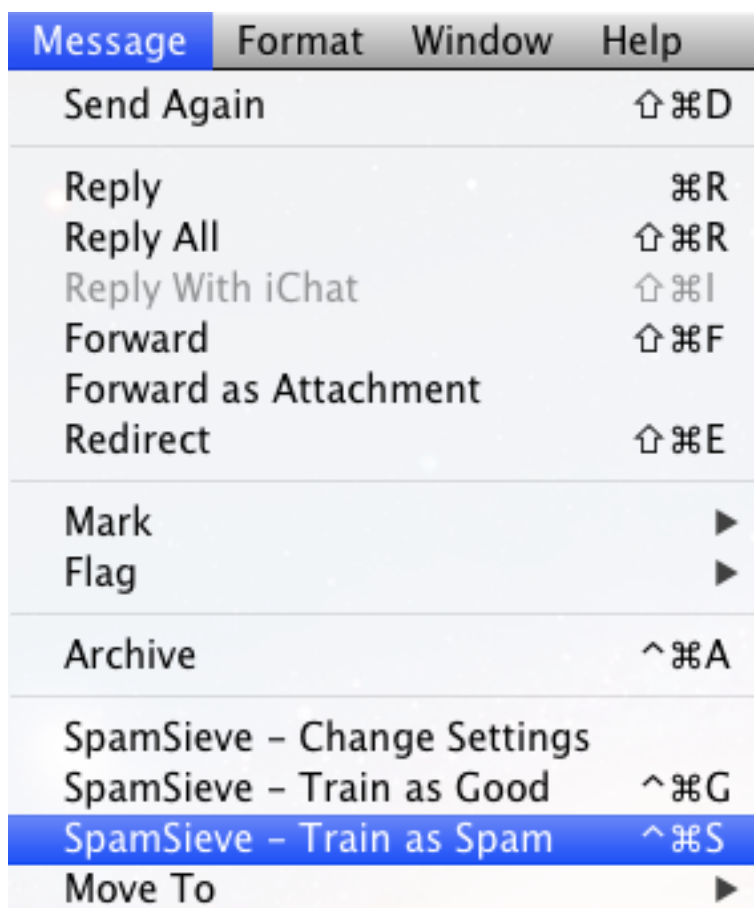 Message Format Window Help
Send Again ⇧⌘D
Reply ⌘R
Reply All ⇧⌘R
Reply With iChat ⇧⌘I
Forward ⇧⌘F
Forward as Attachment
Redirect ⇧⌘E
Mark ▶
Flag ▶
Archive ^⌘A
SpamSieve – Change Settings
SpamSieve – Train as Good ^⌘G
SpamSieve – Train as Spam ^⌘S
Move To ▶